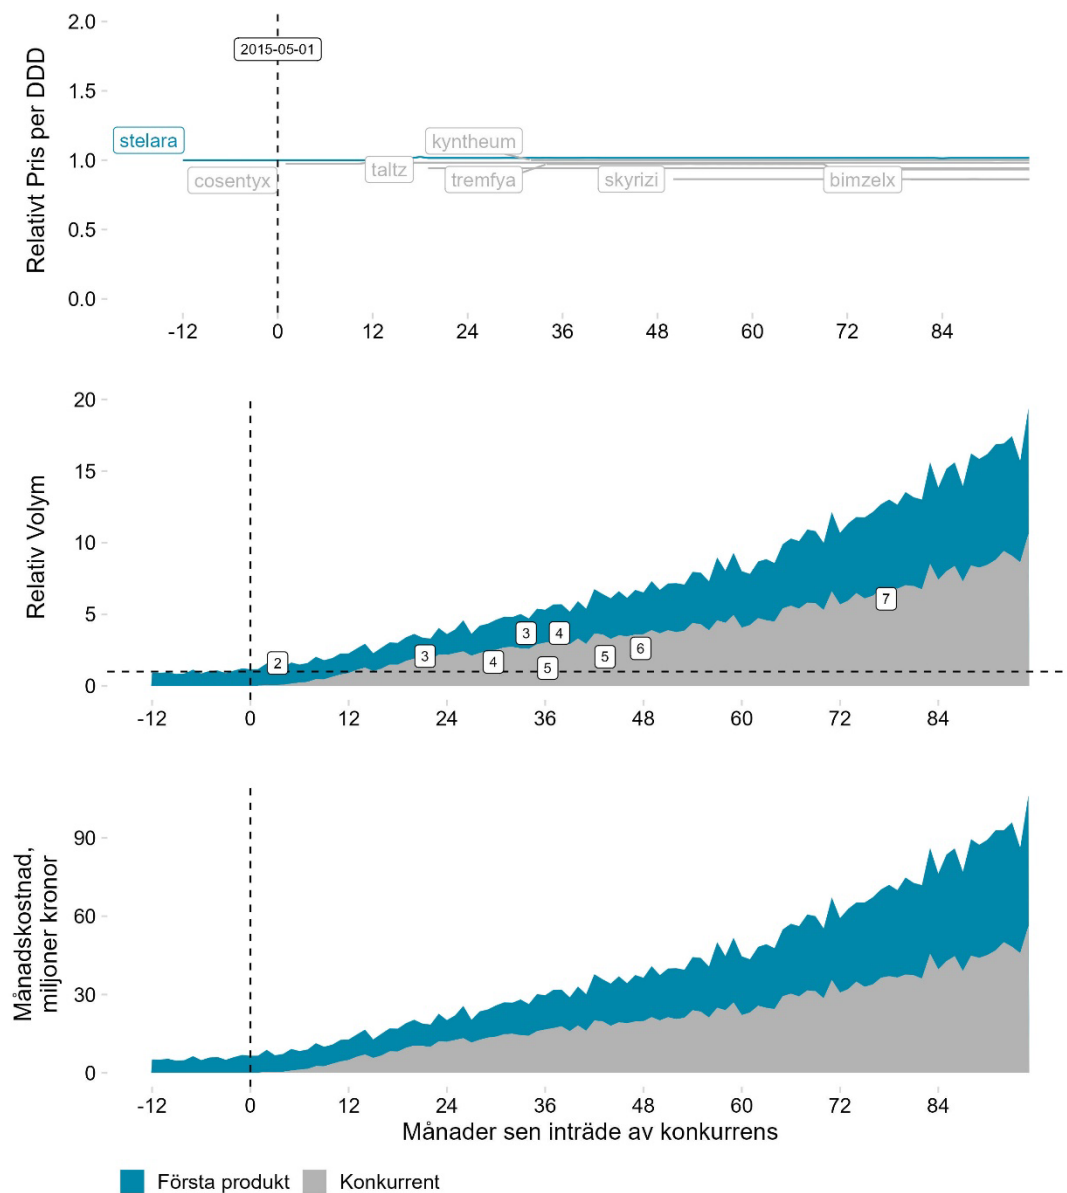 Relativt Pris per DDD
2.0
1.5
1.0
0.5
0.0
2015-05-01
stelara
cosentyx
taltz
kyntheum
tremfya
skyrizi
bimzelx
-12 0 12 24 36 48 60 72 84
Relativ Volym
20
15
10
5
0
2
3
4
3
5
4
5
6
7
-12 0 12 24 36 48 60 72 84
Månadskostnad,
miljoner kronor
90
60
30
0
-12 0 12 24 36 48 60 72 84
Månader sen inträde av konkurrens
Första produkt Konkurrent